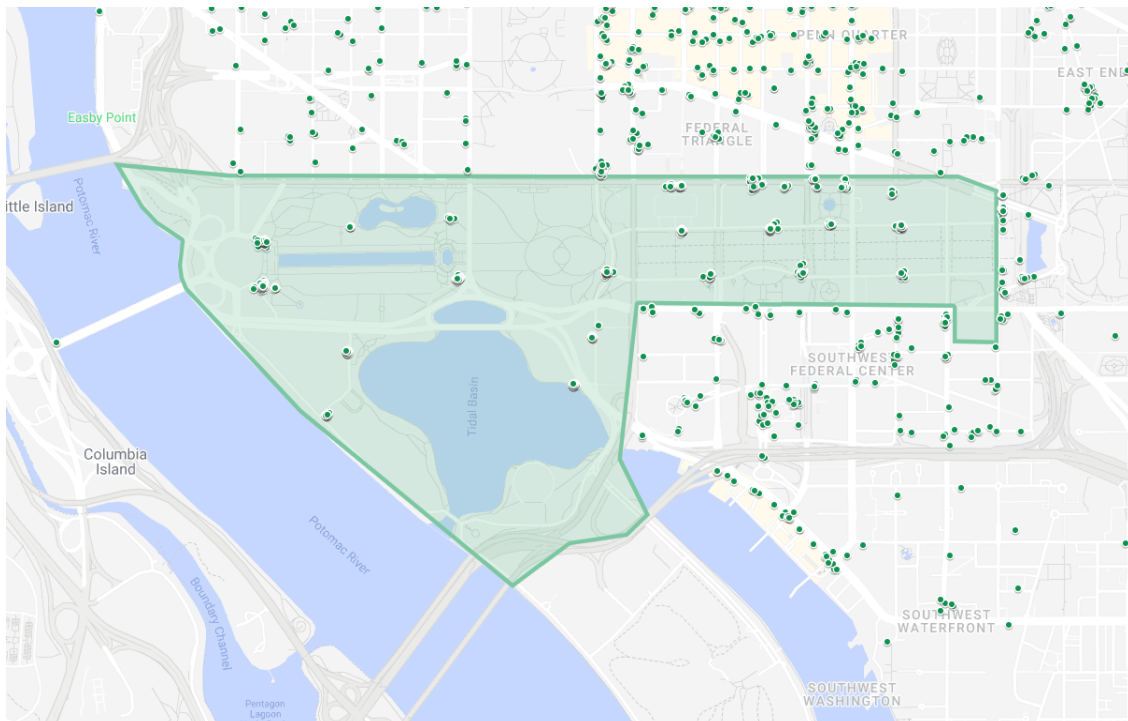 PENN QUARTER
EAST END
Easby Point
FEDERAL
TRIANGLE
Potomac River
ittle Island
SOUTHWEST
FEDERAL CENTER
Tidal Basin
Columbia
Island
Potomac River
Boundary Channel
SOUTHWEST
WATERFRONT
SOUTHWEST
WASHINGTON
Pentagon
Lagoon